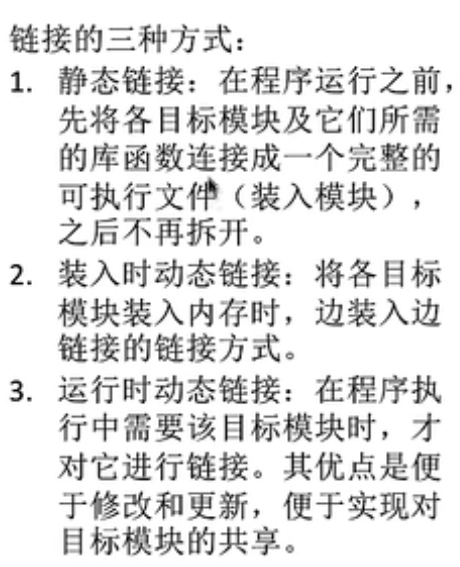 链接的三种方式：
1. 静态链接：在程序运行之前，
先将各目标模块及它们所需
的库函数连接成一个完整的
可执行文件（装入模块），
之后不再拆开。
2. 装入时动态链接：将各目标
模块装入内存时，边装入边
链接的链接方式。
3. 运行时动态链接：在程序执
行中需要该目标模块时，才
对它进行链接。其优点是便
于修改和更新，便于实现对
目标模块的共享。